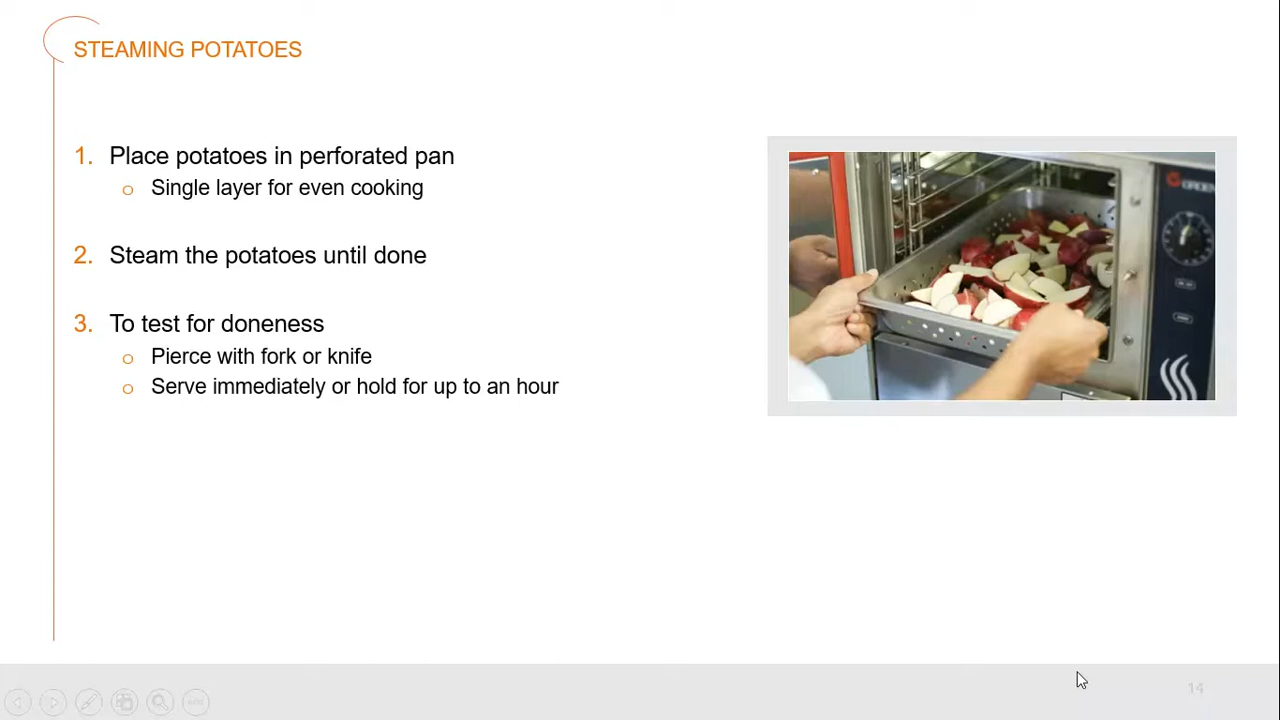 STEAMING POTATOES
1. Place potatoes in perforated pan
o Single layer for even cooking
2. Steam the potatoes until done
3. To test for doneness
o Pierce with fork or knife
o Serve immediately or hold for up to an hour
14